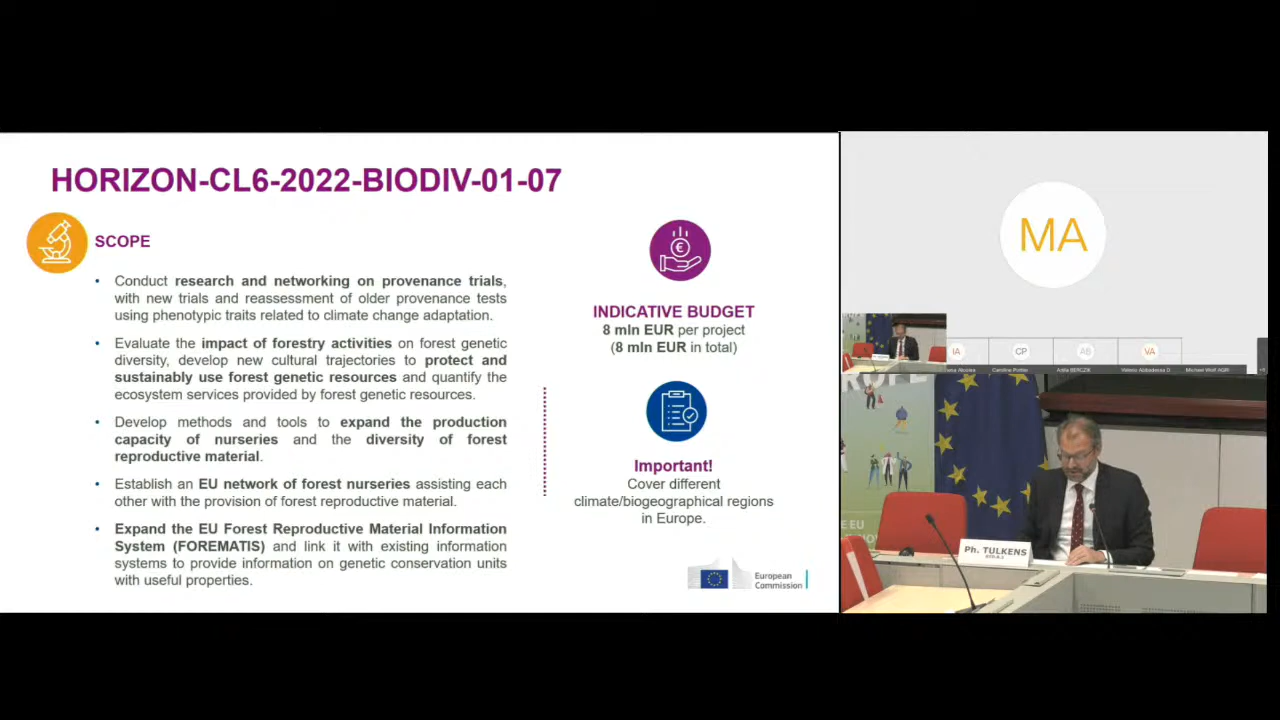 HORIZON-CL6-2022-BIODIV-01-07
SCOPE
• Conduct research and networking on provenance trials,
with new trials and reassessment of older provenance tests
using phenotypic traits related to climate change adaptation.
• Evaluate the impact of forestry activities on forest genetic
diversity, develop new cultural trajectories to protect and
sustainably use forest genetic resources and quantify the
ecosystem services provided by forest genetic resources.
• Develop methods and tools to expand the production
capacity of nurseries and the diversity of forest
reproductive material.
• Establish an EU network of forest nurseries assisting each
other with the provision of forest reproductive material.
• Expand the EU Forest Reproductive Material Information
System (FOREMATIS) and link it with existing information
systems to provide information on genetic conservation units
with useful properties.
€
INDICATIVE BUDGET
8 mln EUR per project
(8 mln EUR in total)
Important!
Cover different
climate/biogeographical regions
in Europe.
European
Commission
MA
IA
CP
AB
VA
Ph. TULKENS